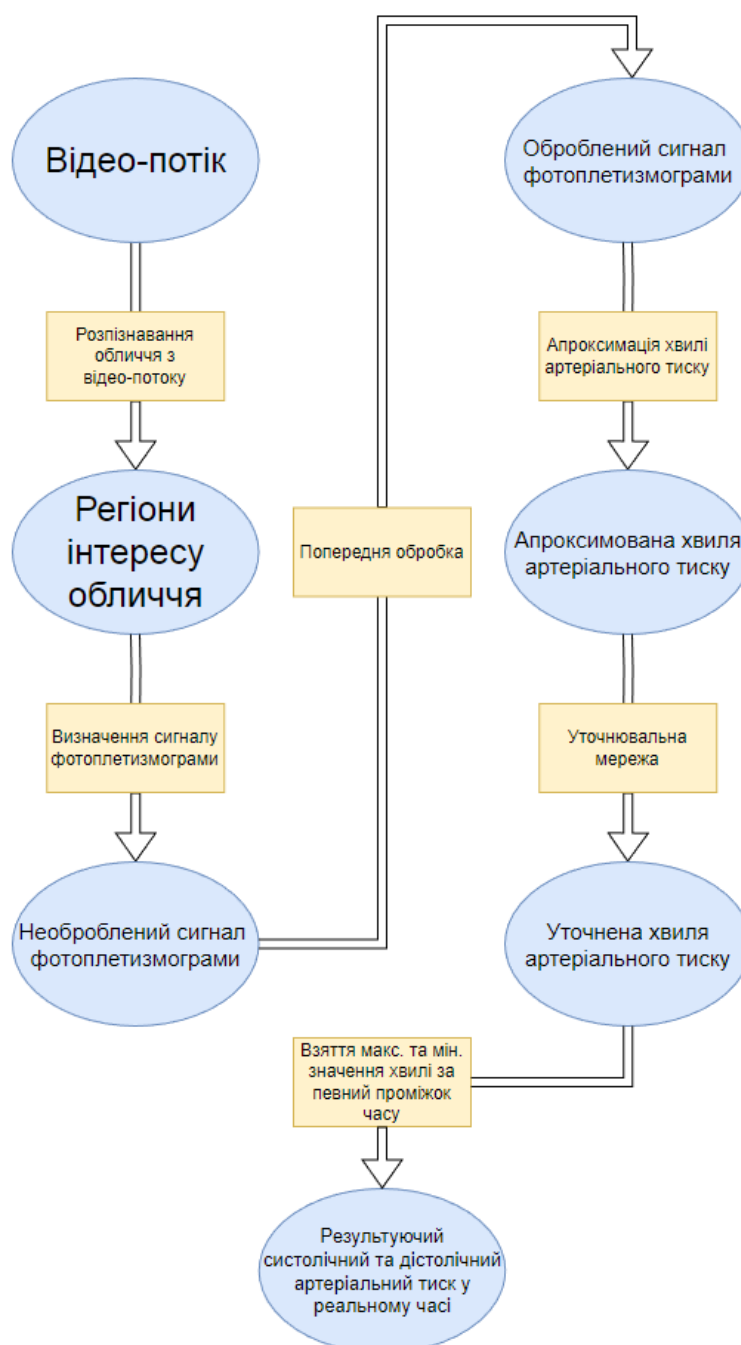 Відео-потік
Розпізнавання
обличчя з
відео-потоку
Регіони
інтересу
обличчя
Визначення сигналу
фотоплетизмограми
Необроблений сигнал
фотоплетизмограми
Попередня обробка
Оброблений сигнал
фотоплетизмограми
Апроксимація хвилі
артеріального тиску
Апроксимована хвиля
артеріального тиску
Уточнювальна
мережа
Уточнена хвиля
артеріального тиску
Взяття макс. та мін.
значення хвилі за
певний проміжок
часу
Результуючий
систолічний та дістолічний
артеріальний тиск у
реальному часі